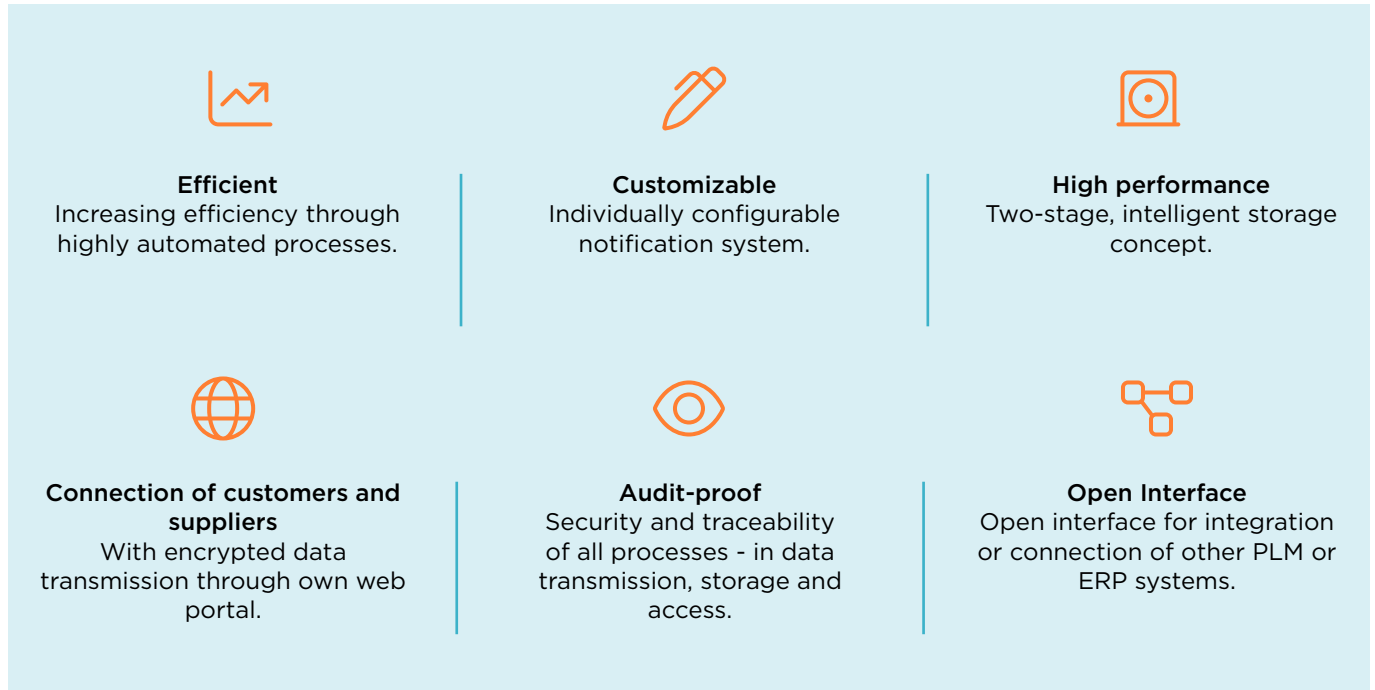 Efficient
Increasing efficiency through
highly automated processes.
Customizable
Individually configurable
notification system.
High performance
Two-stage, intelligent storage
concept.
Connection of customers and
suppliers
With encrypted data
transmission through own web
portal.
Audit-proof
Security and traceability
of all processes - in data
transmission, storage and
access.
Open Interface
Open interface for integration
or connection of other PLM or
ERP systems.